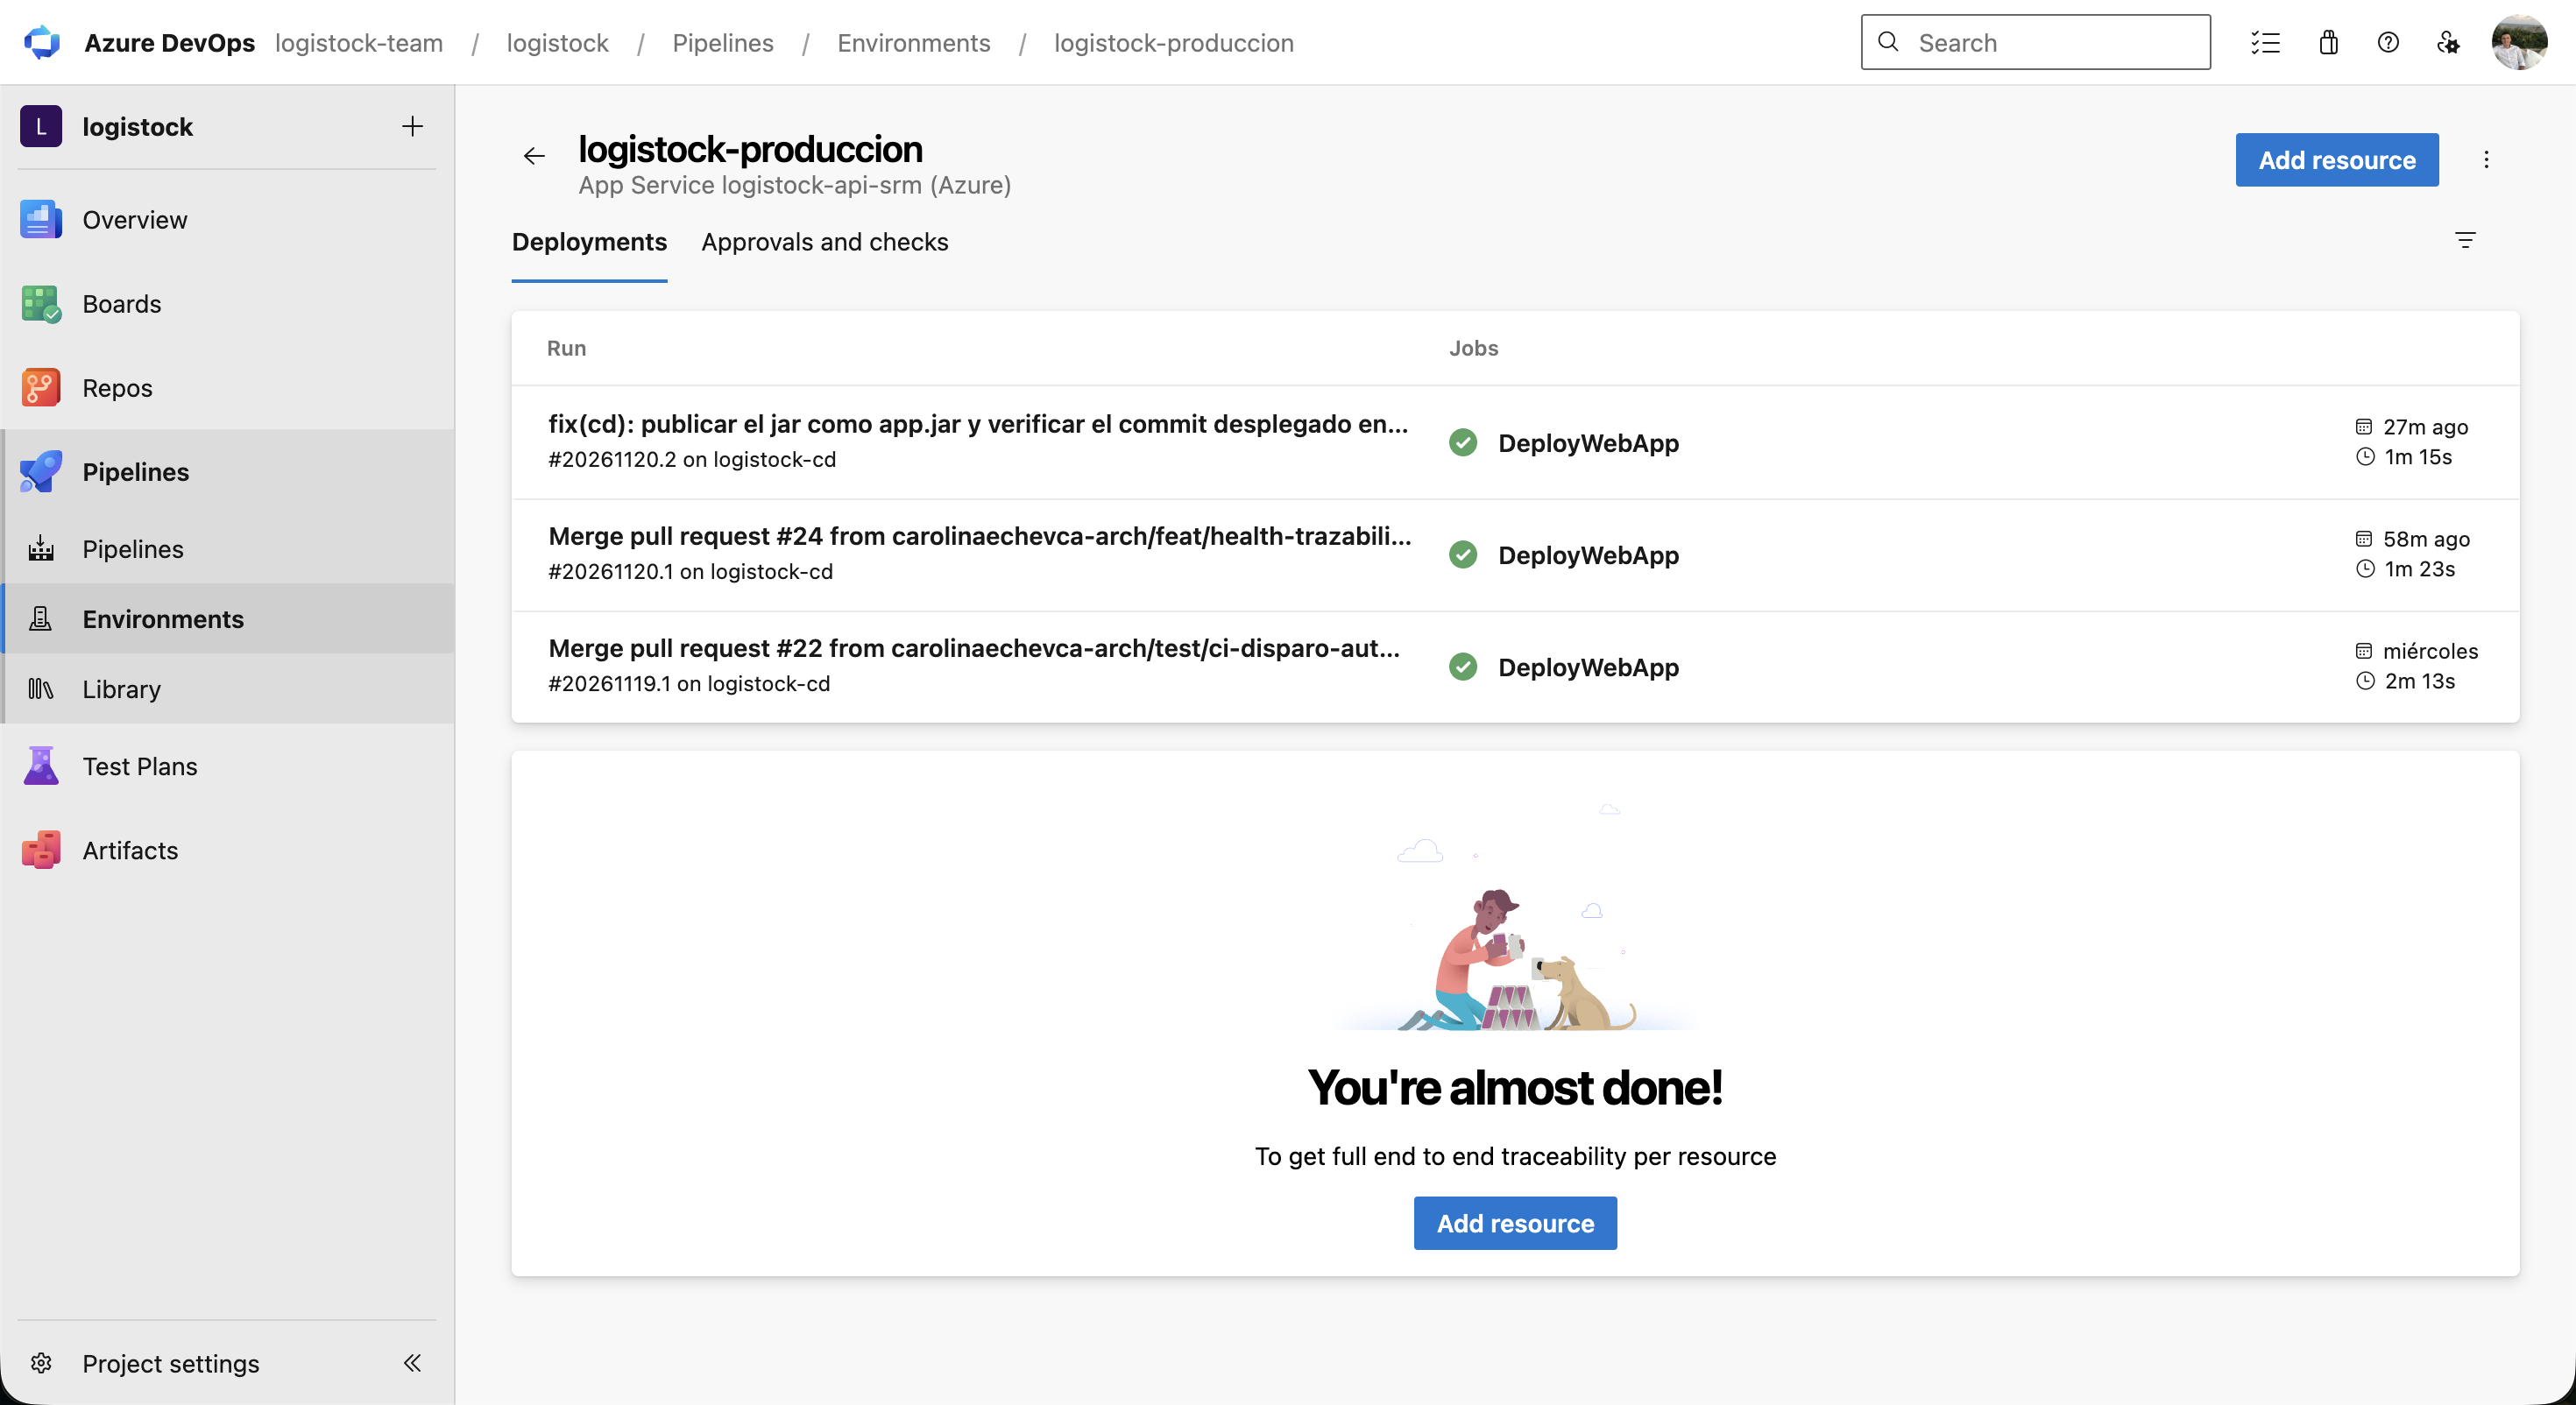 Azure DevOps logistock-team / logistock / Pipelines / Environments / logistock-produccion
Search
L logistock
Overview
Boards
Repos
Pipelines
Pipelines
Environments
Library
Test Plans
Artifacts
Project settings
logistock-produccion
App Service logistock-api-srm (Azure)
Add resource
Deployments Approvals and checks
Run Jobs
fix(cd): publicar el jar como app.jar y verificar el commit desplegado en...
#20261120.2 on logistock-cd
DeployWebApp
27m ago
1m 15s
Merge pull request #24 from carolinaechevca-arch/feat/health-trazabili...
#20261120.1 on logistock-cd
DeployWebApp
58m ago
1m 23s
Merge pull request #22 from carolinaechevca-arch/test/ci-disparo-aut...
#20261119.1 on logistock-cd
DeployWebApp
miércoles
2m 13s
You're almost done!
To get full end to end traceability per resource
Add resource